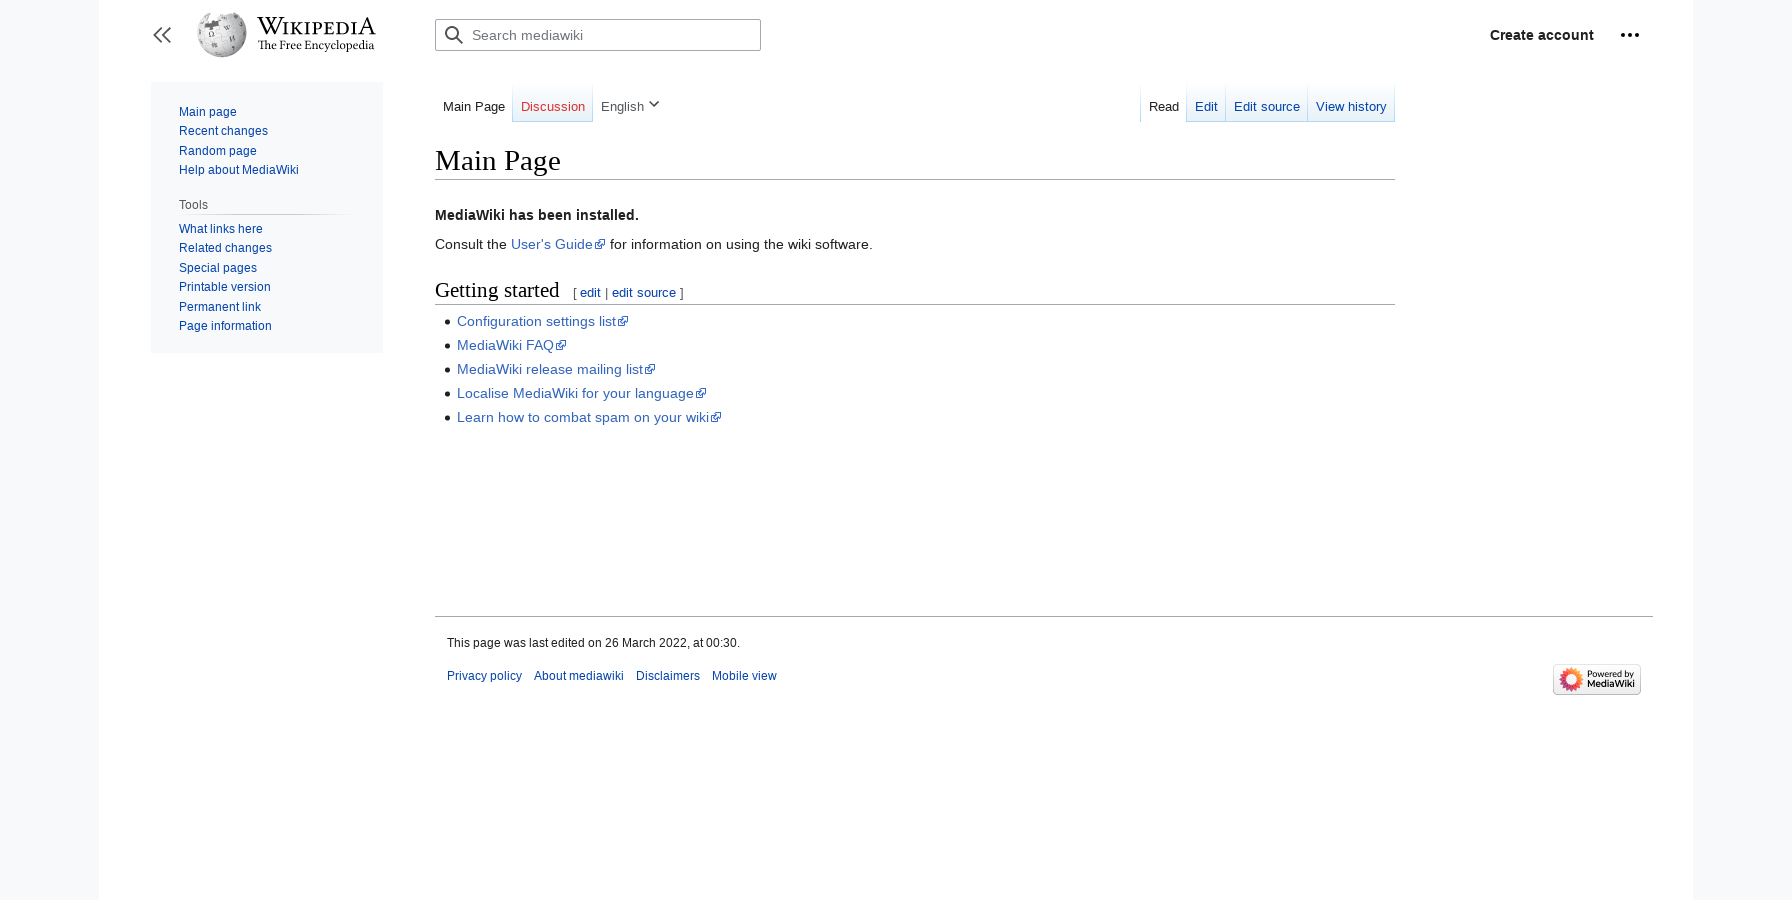 WIKIPEDIA
The Free Encyclopedia
Search mediawiki
Create account
Main page
Recent changes
Random page
Help about MediaWiki
Tools
What links here
Related changes
Special pages
Printable version
Permanent link
Page information
Main Page Discussion English
Read Edit Edit source View history
Main Page
MediaWiki has been installed.
Consult the User's Guide for information on using the wiki software.
Getting started [ edit | edit source ]
Configuration settings list
MediaWiki FAQ
MediaWiki release mailing list
Localise MediaWiki for your language
Learn how to combat spam on your wiki
This page was last edited on 26 March 2022, at 00:30.
Privacy policy About mediawiki Disclaimers Mobile view
Powered by
MediaWiki